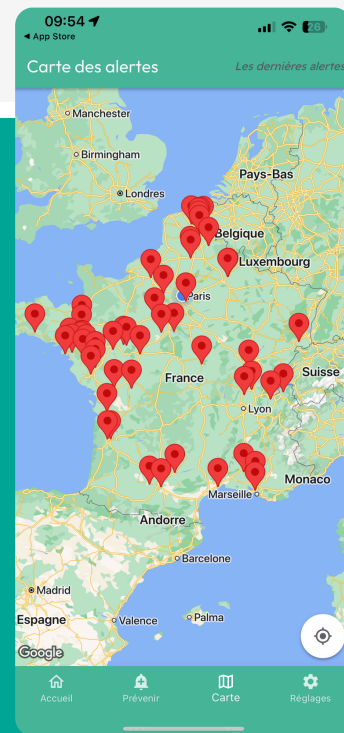 09:54
26
App Store
Carte des alertes
Les dernières alertes
Manchester
Birmingham
Pays-Bas
Londres
Belgique
Luxembourg
Paris
Suisse
France
Lyon
Monaco
Marseille
Andorre
Barcelone
Madrid
Espagne
Valence
Palma
Google
Accueil
Prévenir
Carte
Réglages